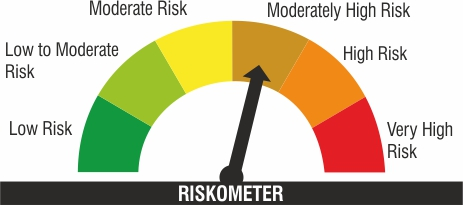 Moderate Risk
Moderately High Risk
Low to Moderate
Risk
High Risk
Low Risk
Very High
Risk
RISKOMETER